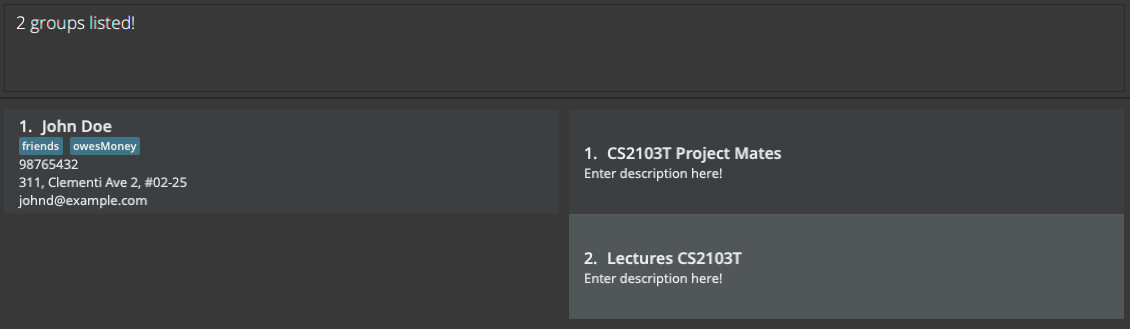 2 groups listed!
1. John Doe
friends owesMoney
98765432
311, Clementi Ave 2, #02-25
johnd@example.com
1. CS2103T Project Mates
Enter description here!
2. Lectures CS2103T
Enter description here!